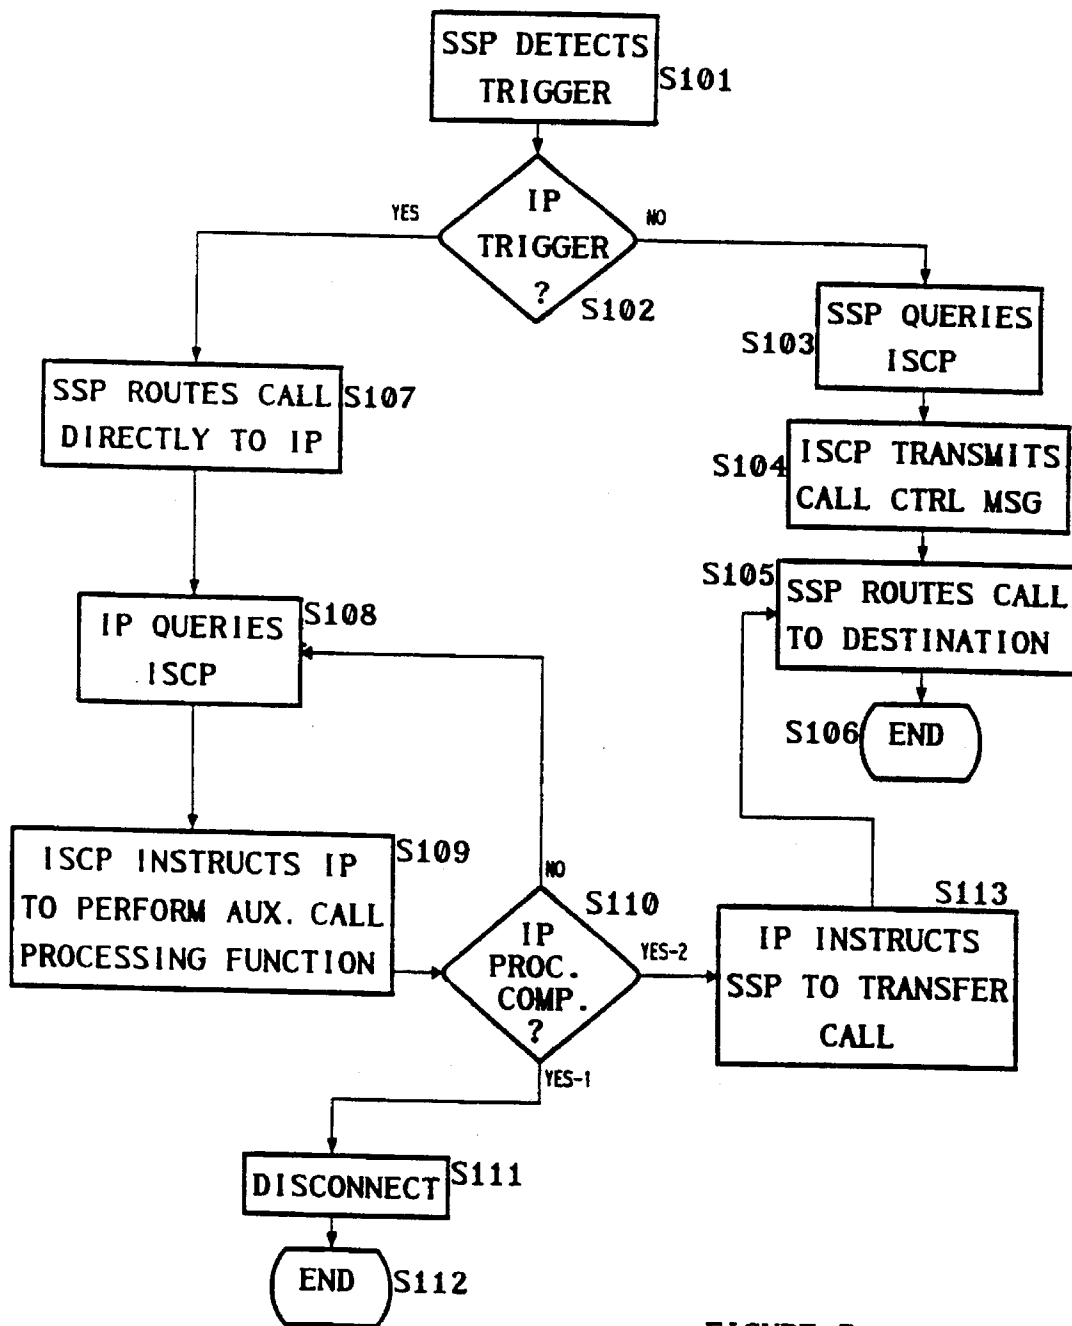 SSP DETECTS
TRIGGER
S101
IP
TRIGGER
?
S102
YES
NO
SSP QUERIES
ISCP
S103
ISCP TRANSMITS
CALL CTRL MSG
S104
SSP ROUTES CALL
TO DESTINATION
S105
END
S106
SSP ROUTES CALL
DIRECTLY TO IP
S107
IP QUERIES
ISCP
S108
ISCP INSTRUCTS IP
TO PERFORM AUX. CALL
PROCESSING FUNCTION
S109
IP
PROC.
COMP.
?
S110
NO
YES-2
YES-1
IP INSTRUCTS
SSP TO TRANSFER
CALL
S113
DISCONNECT
S111
END
S112